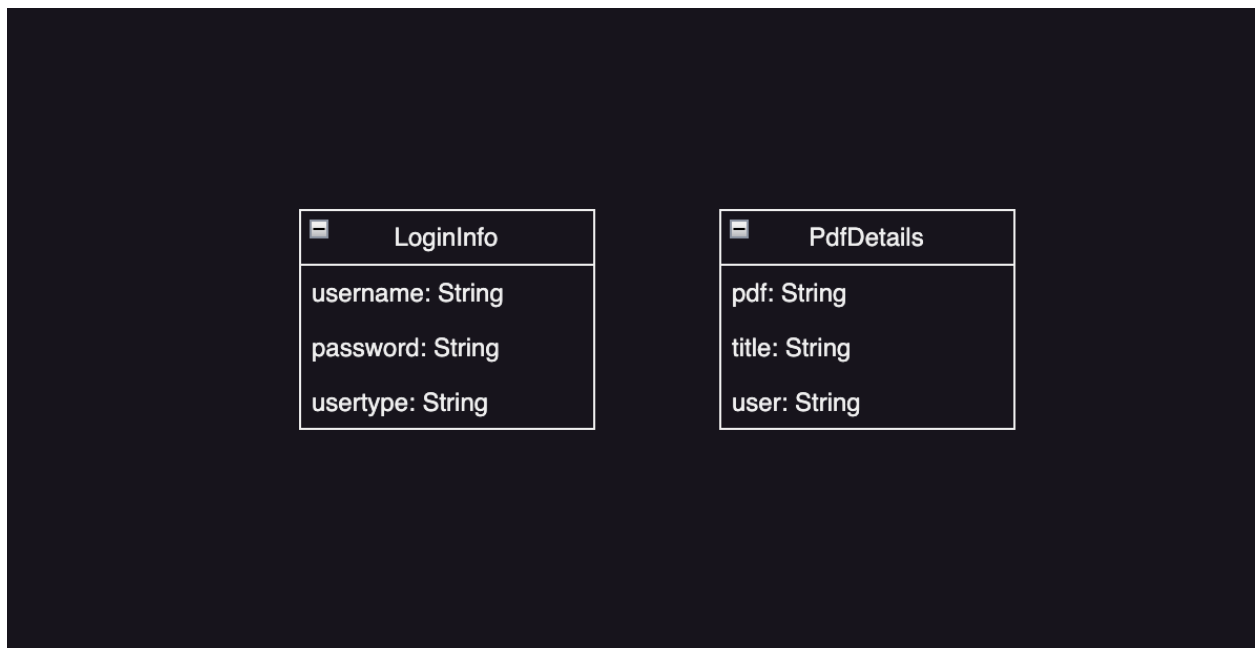 LoginInfo
username: String
password: String
usertype: String
PdfDetails
pdf: String
title: String
user: String